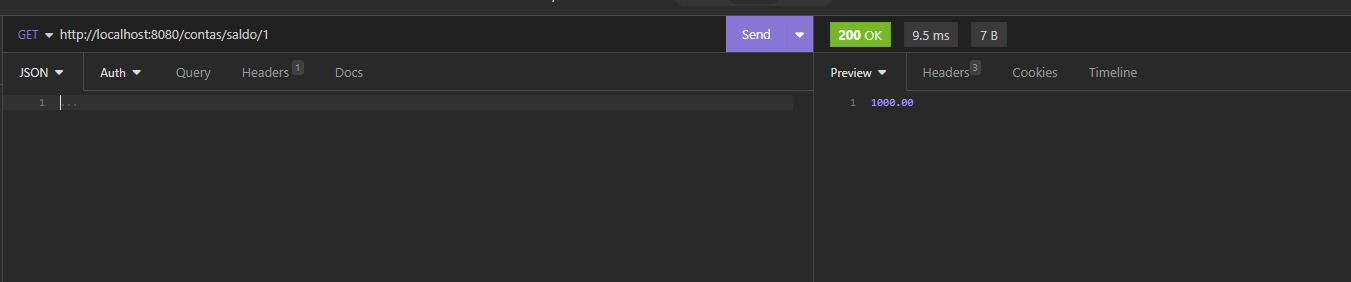 GET http://localhost:8080/contas/saldo/1 Send 200 OK 9.5 ms 7 B
JSON Auth Query Headers 1 Docs Preview Headers 3 Cookies Timeline
1 ... 1 1000.00